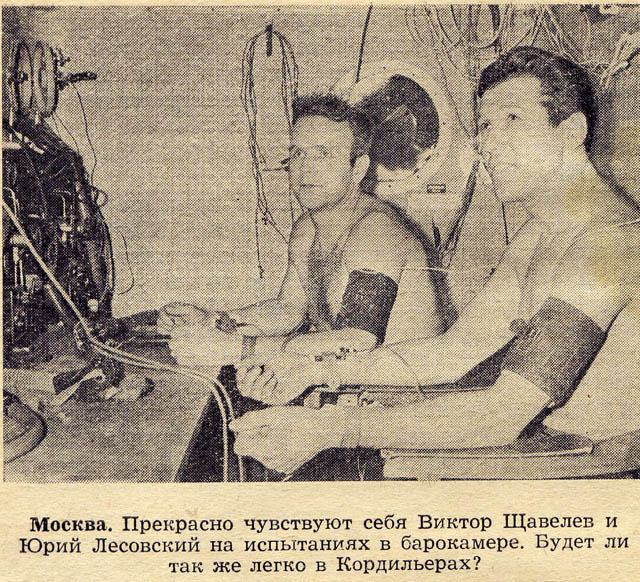 Москва. Прекрасно чувствуют себя Виктор Щавелев и
Юрий Лесовский на испытаниях в барокамере. Будет ли
так же легко в Кордильерах?